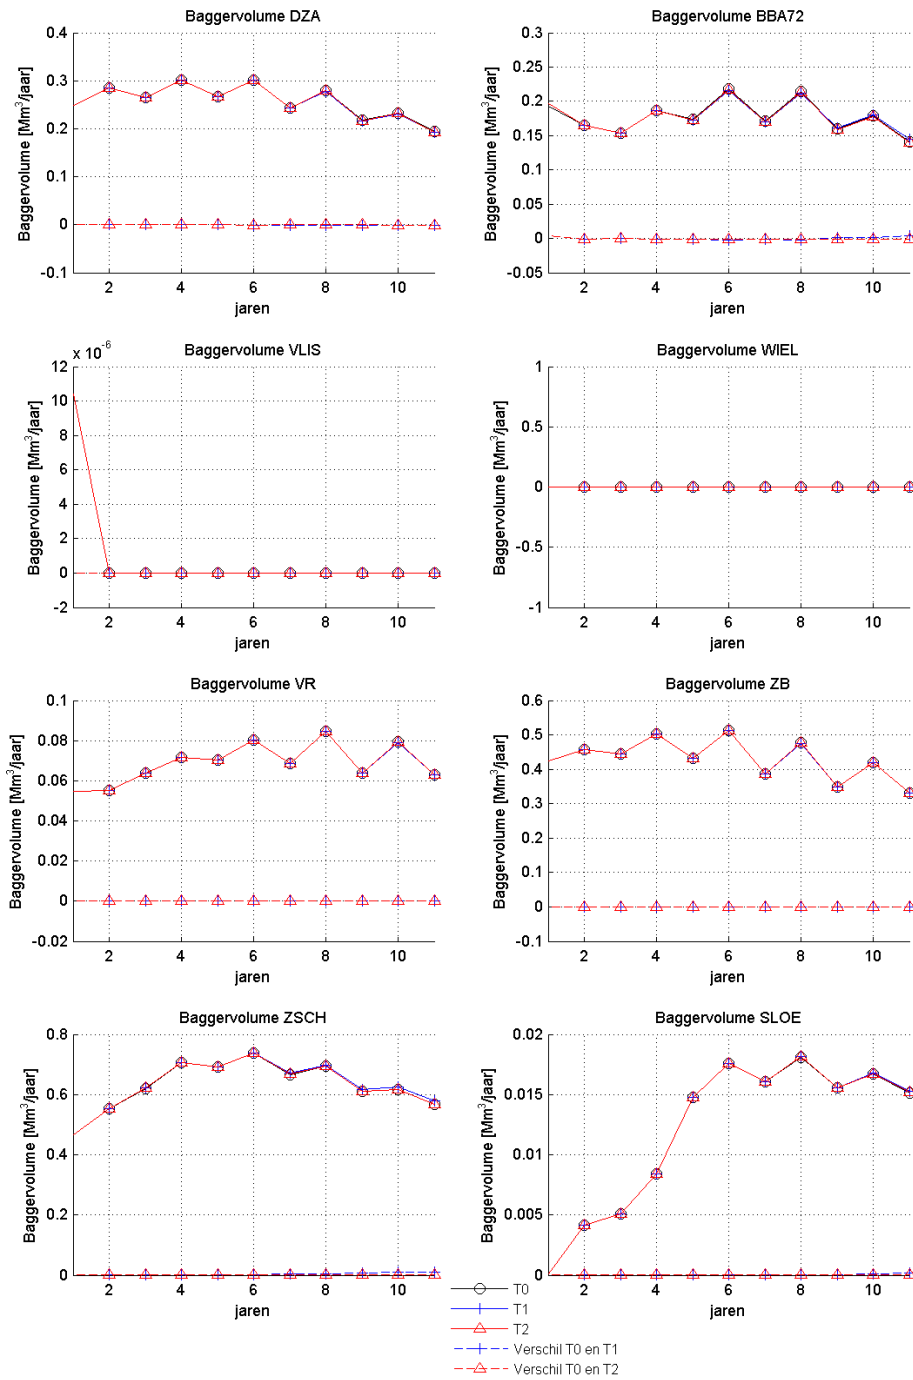 Baggervolume DZA
0.4
0.3
0.2
0.1
0
-0.1
Baggervolume [Mm³/jaar]
2 4 6 8 10
jaren
Baggervolume BBA72
0.3
0.25
0.2
0.15
0.1
0.05
0
-0.05
Baggervolume [Mm³/jaar]
2 4 6 8 10
jaren
Baggervolume VLIS
x 10⁻⁶
12
10
8
6
4
2
0
-2
Baggervolume [Mm³/jaar]
2 4 6 8 10
jaren
Baggervolume WIEL
1
0.5
0
-0.5
-1
Baggervolume [Mm³/jaar]
2 4 6 8 10
jaren
Baggervolume VR
0.1
0.08
0.06
0.04
0.02
0
-0.02
Baggervolume [Mm³/jaar]
2 4 6 8 10
jaren
Baggervolume ZB
0.6
0.5
0.4
0.3
0.2
0.1
0
-0.1
Baggervolume [Mm³/jaar]
2 4 6 8 10
jaren
Baggervolume ZSCH
0.8
0.6
0.4
0.2
0
Baggervolume [Mm³/jaar]
2 4 6 8 10
jaren
Baggervolume SLOE
0.02
0.015
0.01
0.005
0
Baggervolume [Mm³/jaar]
2 4 6 8 10
jaren
T0
T1
T2
Verschil T0 en T1
Verschil T0 en T2